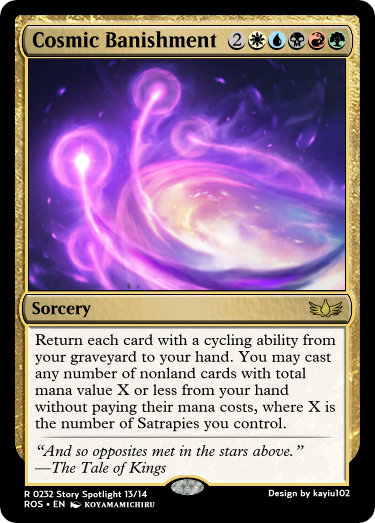 Cosmic Banishment 2
Sorcery
Return each card with a cycling ability from
your graveyard to your hand. You may cast
any number of nonland cards with total
mana value X or less from your hand
without paying their mana costs, where X is
the number of Satrapies you control.
“And so opposites met in the stars above.”
—The Tale of Kings
R 0232 Story Spotlight 13/14
ROS • EN KOYAMAMICHIRU
Design by kayiu102